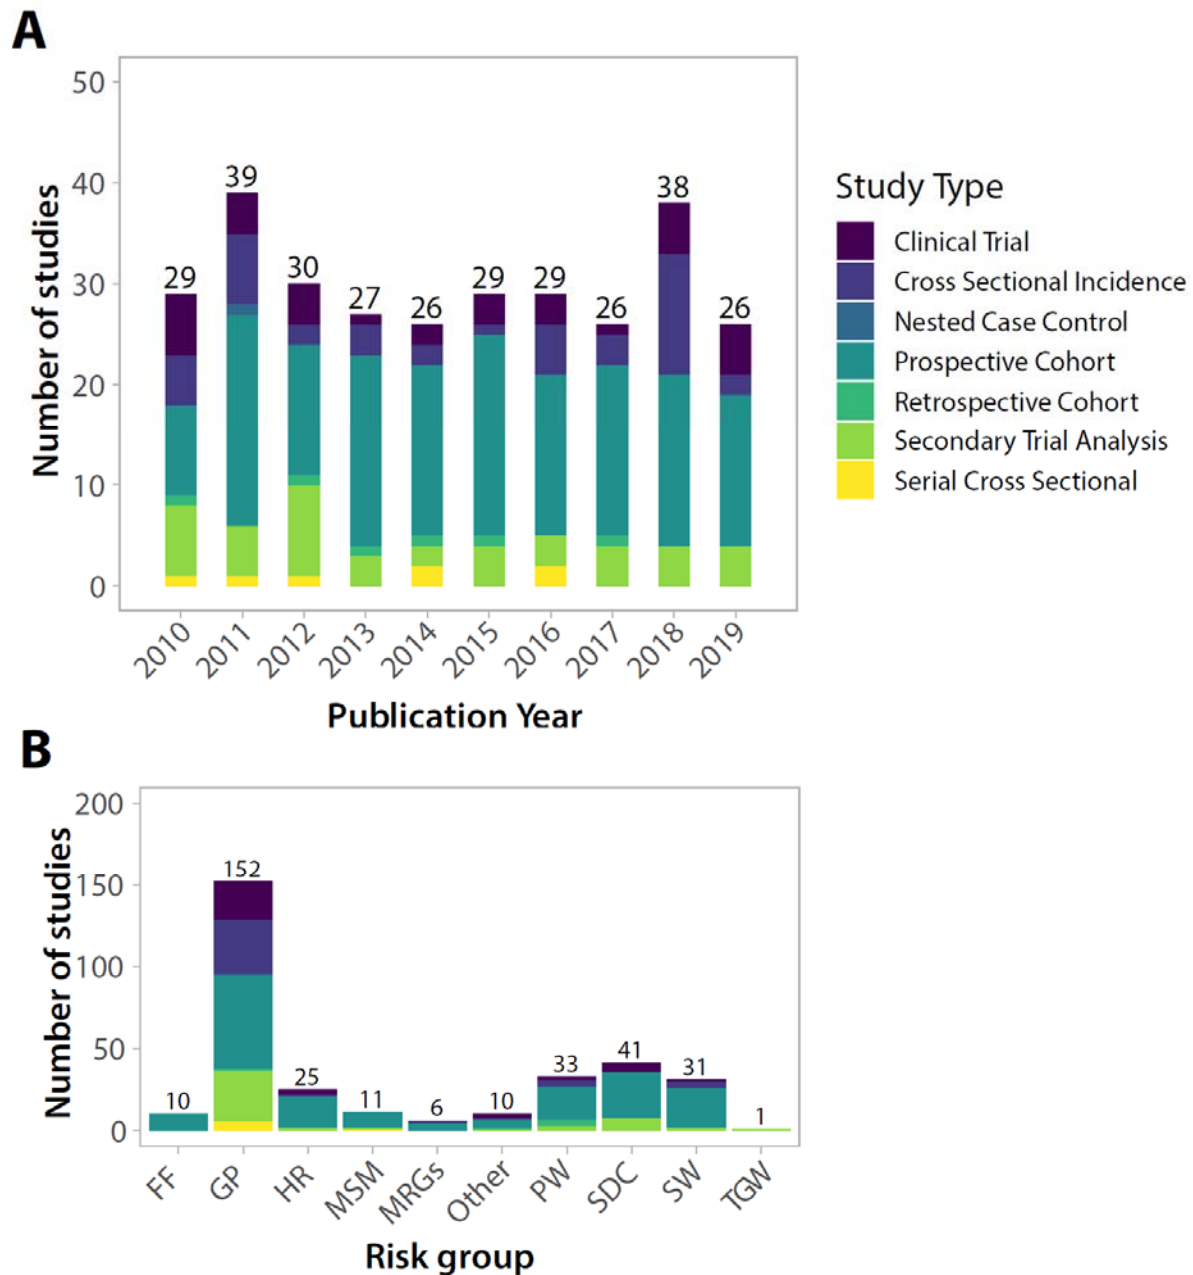 A
Number of studies
50
40
30
20
10
0
29
39
30
27
26
29
29
26
38
26
2010
2011
2012
2013
2014
2015
2016
2017
2018
2019
Publication Year
Study Type
Clinical Trial
Cross Sectional Incidence
Nested Case Control
Prospective Cohort
Retrospective Cohort
Secondary Trial Analysis
Serial Cross Sectional
B
Number of studies
200
150
100
50
0
10
152
25
11
6
10
33
41
31
1
FF
GP
HR
MSM
MRGs
Other
PW
SDC
SW
TGW
Risk group